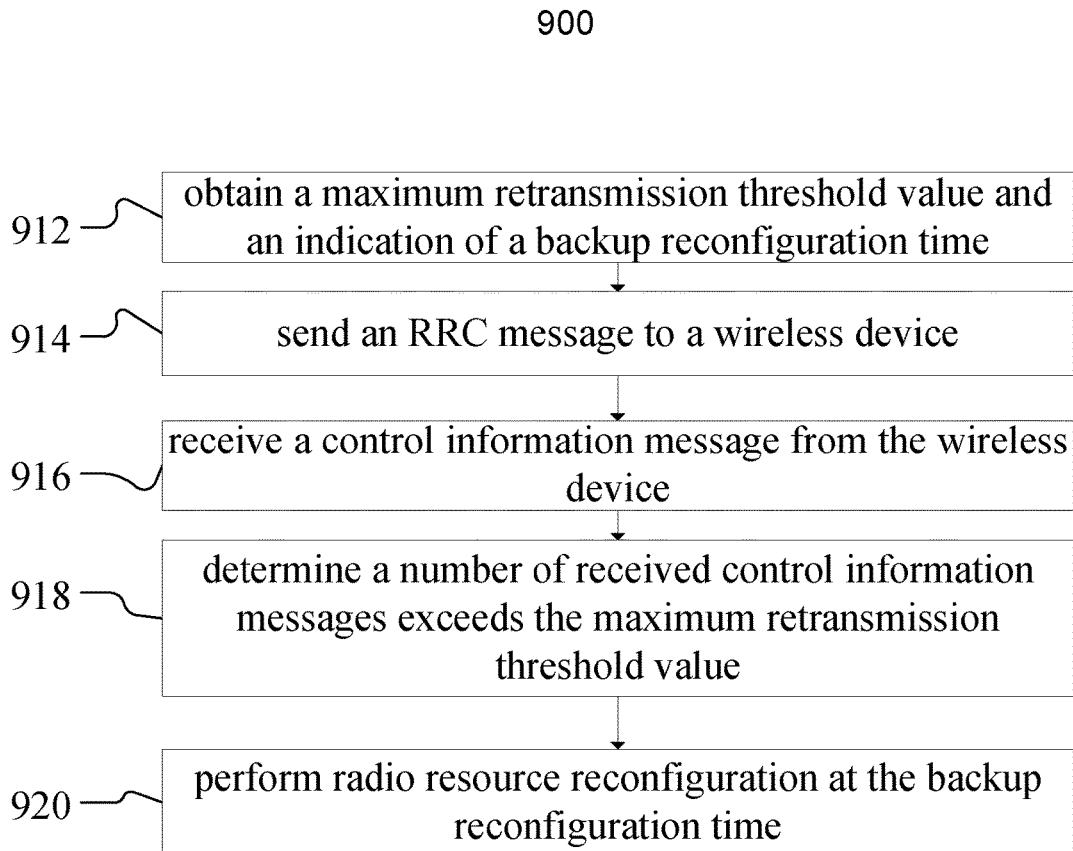 900
912
obtain a maximum retransmission threshold value and
an indication of a backup reconfiguration time
914
send an RRC message to a wireless device
916
receive a control information message from the wireless
device
918
determine a number of received control information
messages exceeds the maximum retransmission
threshold value
920
perform radio resource reconfiguration at the backup
reconfiguration time